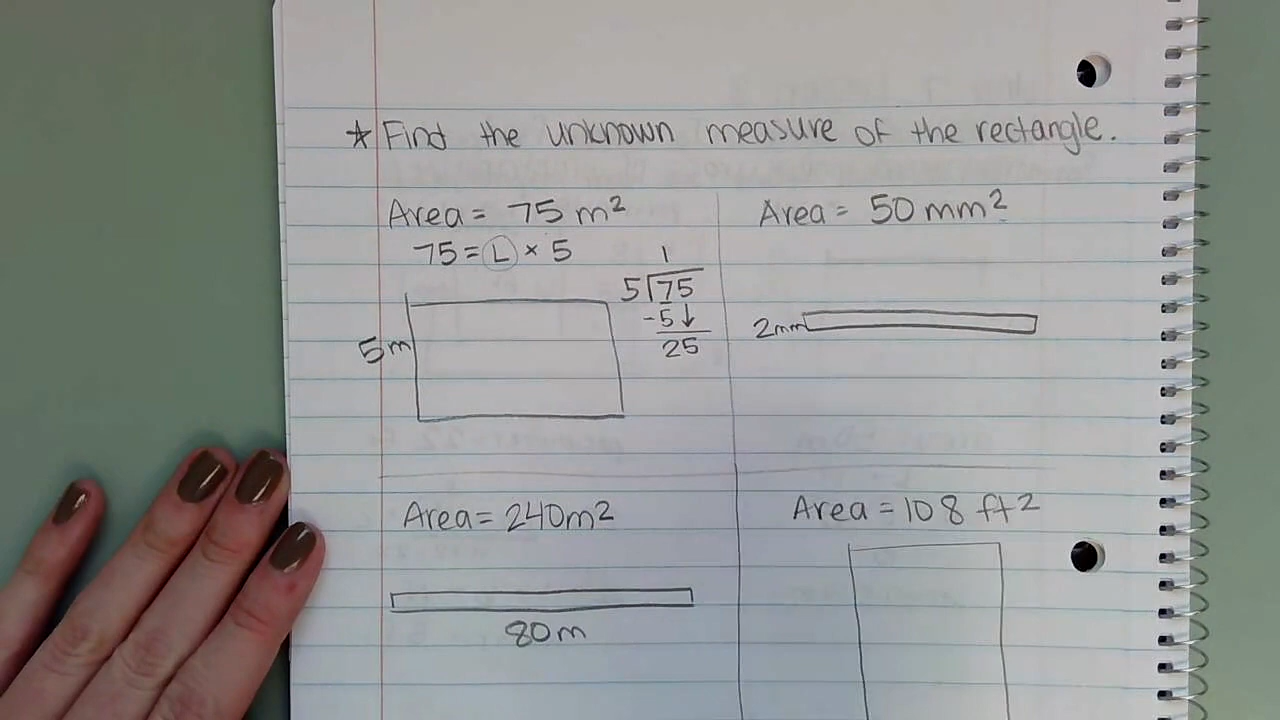 * Find the unknown measure of the rectangle.
Area = 75 m²
75 = L × 5
1
5√75
-5↓
25
5m
Area = 50 mm²
2mm
Area = 240m²
80m
Area = 108 ft²